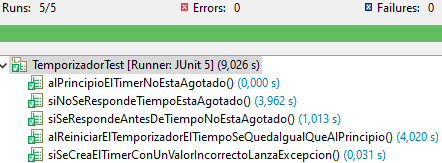 Runs: 5/5 Errors: 0 Failures: 0
TemporizadorTest [Runner: JUnit 5] (9,026 s)
alPrincipioElTimerNoEstaAgotado() (0,000 s)
siNoSeRespondeTiempoEstaAgotado() (3,962 s)
siSeRespondeAntesDeTiempoNoEstaAgotado() (1,013 s)
alReiniciarElTemporizadorElTiempoSeQuedaIgualQueAlPrincipio() (4,020 s)
siSeCreaElTimerConUnValorIncorrectoLanzaExcepcion() (0,031 s)